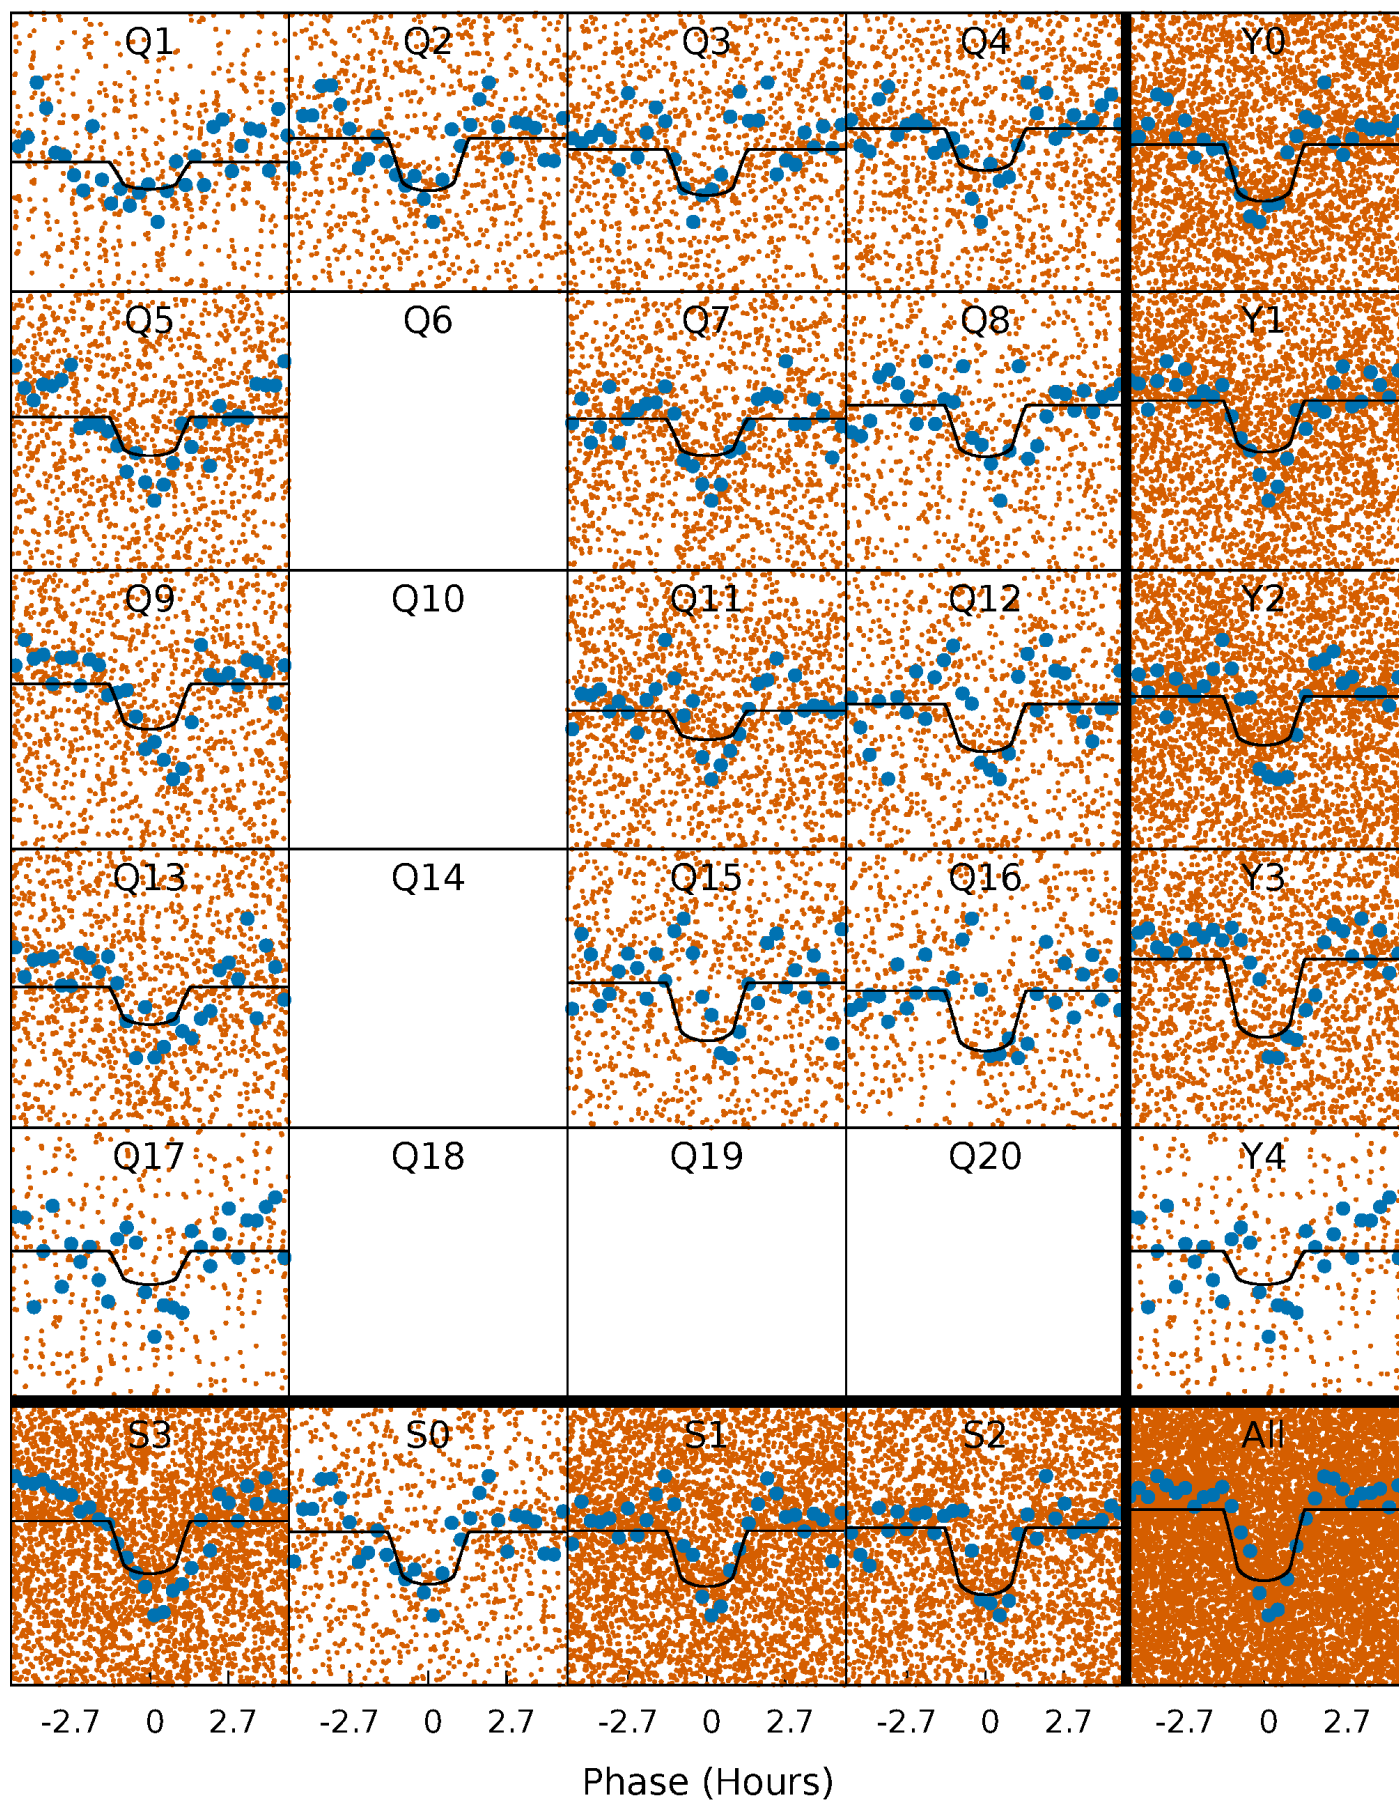 Q1 Q2 Q3 Q4 Y0
Q5 Q6 Q7 Q8 Y1
Q9 Q10 Q11 Q12 Y2
Q13 Q14 Q15 Q16 Y3
Q17 Q18 Q19 Q20 Y4
S3 S0 S1 S2 All
-2.7 0 2.7 -2.7 0 2.7 -2.7 0 2.7 -2.7 0 2.7 -2.7 0 2.7
Phase (Hours)